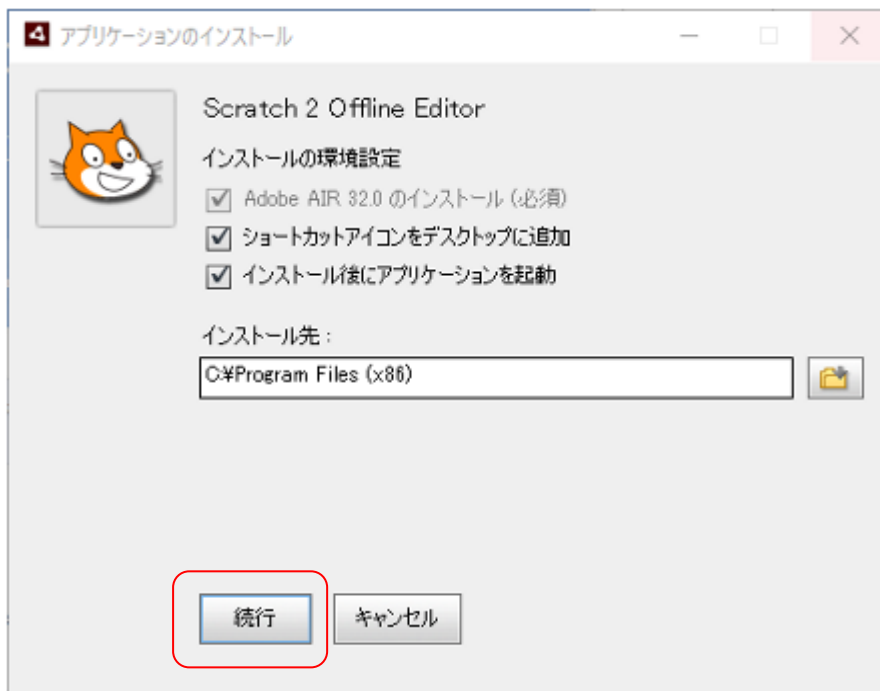 アプリケーションのインストール
Scratch 2 Offline Editor
インストールの環境設定
Adobe AIR 32.0 のインストール (必須)
ショートカットアイコンをデスクトップに追加
インストール後にアプリケーションを起動
インストール先 :
C:¥Program Files (x86)
続行
キャンセル